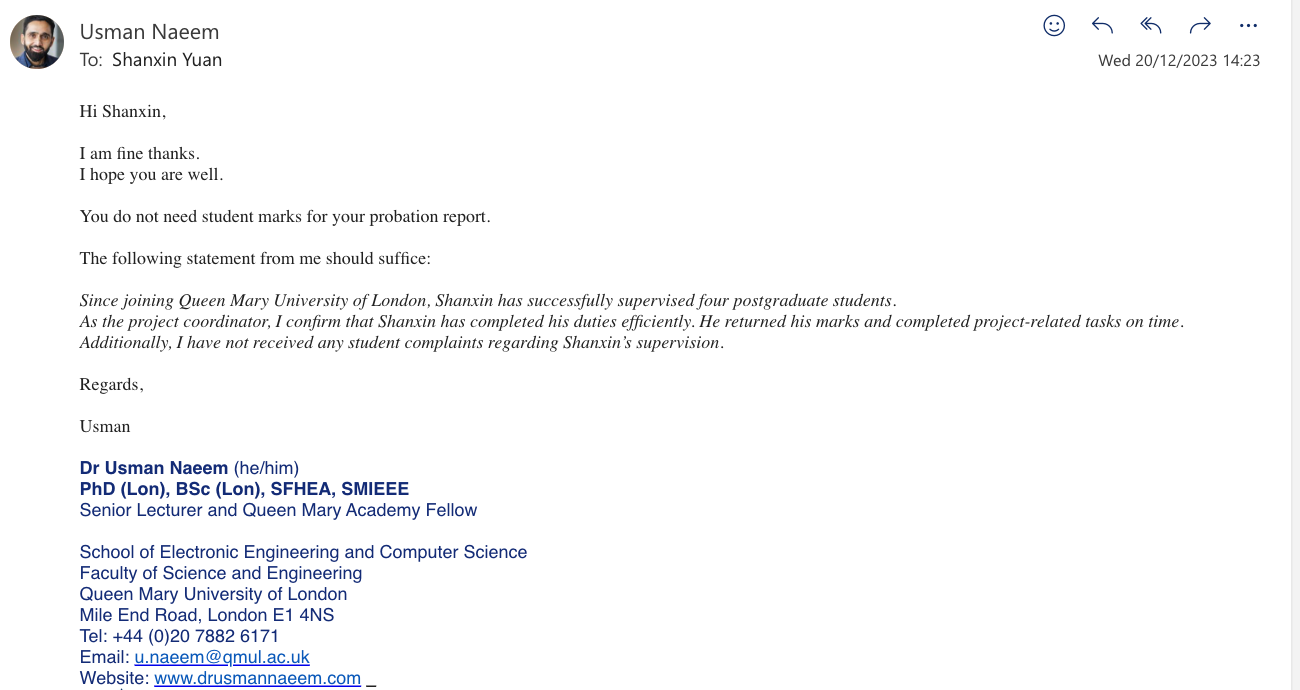 Usman Naeem
To: Shanxin Yuan
Wed 20/12/2023 14:23
Hi Shanxin,
I am fine thanks.
I hope you are well.
You do not need student marks for your probation report.
The following statement from me should suffice:
Since joining Queen Mary University of London, Shanxin has successfully supervised four postgraduate students.
As the project coordinator, I confirm that Shanxin has completed his duties efficiently. He returned his marks and completed project-related tasks on time.
Additionally, I have not received any student complaints regarding Shanxin's supervision.
Regards,
Usman
Dr Usman Naeem (he/him)
PhD (Lon), BSc (Lon), SFHEA, SMIEEE
Senior Lecturer and Queen Mary Academy Fellow
School of Electronic Engineering and Computer Science
Faculty of Science and Engineering
Queen Mary University of London
Mile End Road, London E1 4NS
Tel: +44 (0)20 7882 6171
Email: u.naeem@qmul.ac.uk
Website: www.drusmannaeem.com _